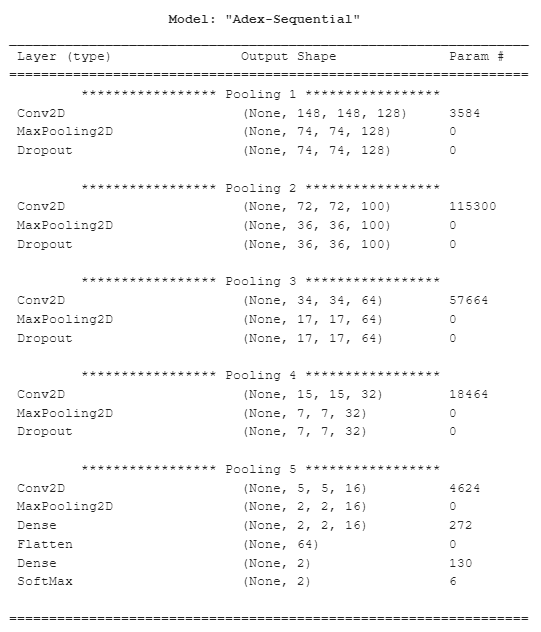 Model: "Adex-Sequential"
Layer (type) Output Shape Param #
***************** Pooling 1 *****************
Conv2D (None, 148, 148, 128) 3584
MaxPooling2D (None, 74, 74, 128) 0
Dropout (None, 74, 74, 128) 0
***************** Pooling 2 *****************
Conv2D (None, 72, 72, 100) 115300
MaxPooling2D (None, 36, 36, 100) 0
Dropout (None, 36, 36, 100) 0
***************** Pooling 3 *****************
Conv2D (None, 34, 34, 64) 57664
MaxPooling2D (None, 17, 17, 64) 0
Dropout (None, 17, 17, 64) 0
***************** Pooling 4 *****************
Conv2D (None, 15, 15, 32) 18464
MaxPooling2D (None, 7, 7, 32) 0
Dropout (None, 7, 7, 32) 0
***************** Pooling 5 *****************
Conv2D (None, 5, 5, 16) 4624
MaxPooling2D (None, 2, 2, 16) 0
Dense (None, 2, 2, 16) 272
Flatten (None, 64) 0
Dense (None, 2) 130
SoftMax (None, 2) 6